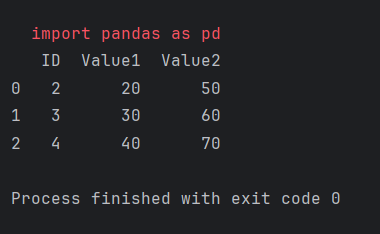 import pandas as pd
ID Value1 Value2
0 2 20 50
1 3 30 60
2 4 40 70
Process finished with exit code 0